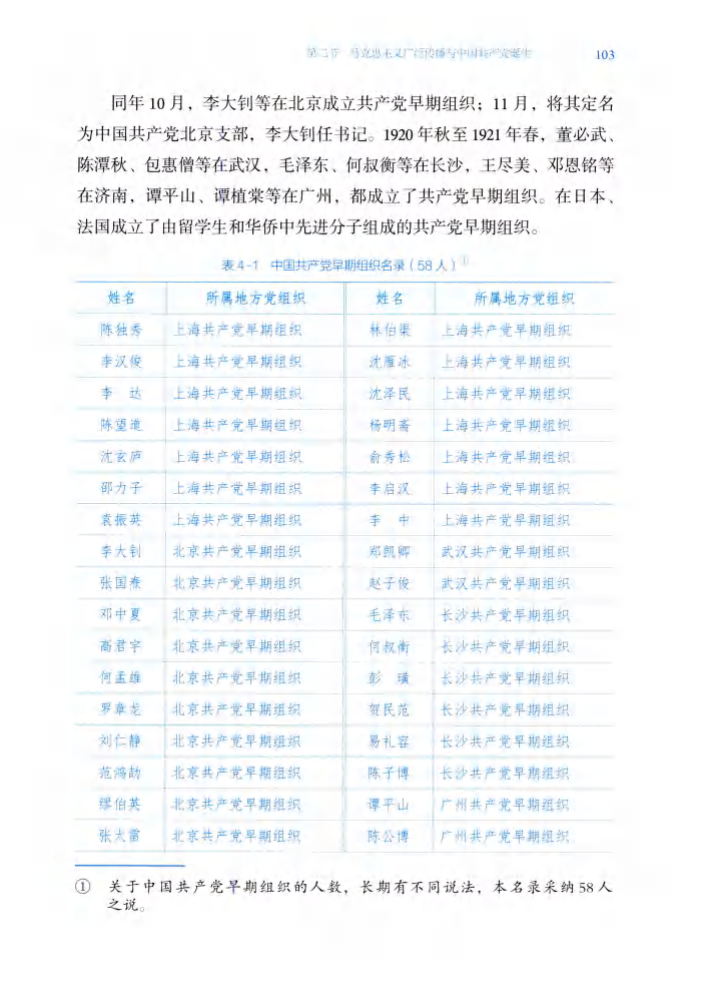 第二节 马克思主义广泛传播与中国共产党诞生 103
同年 10 月，李大钊等在北京成立共产党早期组织；11 月，将其定名
为中国共产党北京支部，李大钊任书记。1920 年秋至 1921 年春，董必武、
陈潭秋、包惠僧等在武汉，毛泽东、何叔衡等在长沙，王尽美、邓恩铭等
在济南，谭平山、谭植棠等在广州，都成立了共产党早期组织。在日本、
法国成立了由留学生和华侨中先进分子组成的共产党早期组织。
表 4-1 中国共产党早期组织名录（58 人）①
姓名 所属地方党组织 姓名 所属地方党组织
陈独秀 上海共产党早期组织 林伯渠 上海共产党早期组织
李汉俊 上海共产党早期组织 沈雁冰 上海共产党早期组织
李 达 上海共产党早期组织 沈泽民 上海共产党早期组织
陈望道 上海共产党早期组织 杨明斋 上海共产党早期组织
沈玄庐 上海共产党早期组织 俞秀松 上海共产党早期组织
邵力子 上海共产党早期组织 李启汉 上海共产党早期组织
袁振英 上海共产党早期组织 李 中 上海共产党早期组织
李大钊 北京共产党早期组织 郑凯卿 武汉共产党早期组织
张国焘 北京共产党早期组织 赵子俊 武汉共产党早期组织
邓中夏 北京共产党早期组织 毛泽东 长沙共产党早期组织
高君宇 北京共产党早期组织 何叔衡 长沙共产党早期组织
何孟雄 北京共产党早期组织 彭 璜 长沙共产党早期组织
罗章龙 北京共产党早期组织 贺民范 长沙共产党早期组织
刘仁静 北京共产党早期组织 易礼容 长沙共产党早期组织
范鸿劼 北京共产党早期组织 陈子博 长沙共产党早期组织
缪伯英 北京共产党早期组织 谭平山 广州共产党早期组织
张太雷 北京共产党早期组织 陈公博 广州共产党早期组织
① 关于中国共产党早期组织的人数，长期有不同说法，本名录采纳 58 人
之说。